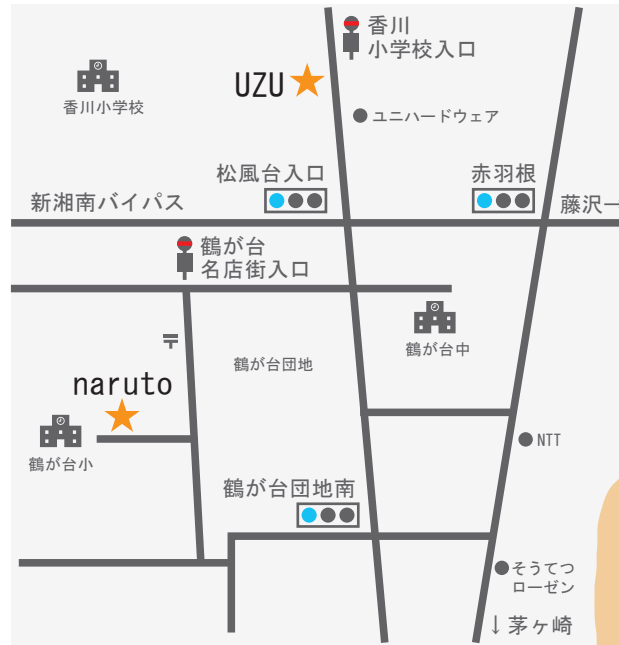 香川
小学校入口
UZU
香川小学校
ユニハードウェア
松風台入口
赤羽根
新湘南バイパス
藤沢
鶴が台
名店街入口
〒
鶴が台中
鶴が台団地
naruto
鶴が台小
NTT
鶴が台団地南
そうてつ
ローゼン
↓茅ヶ崎